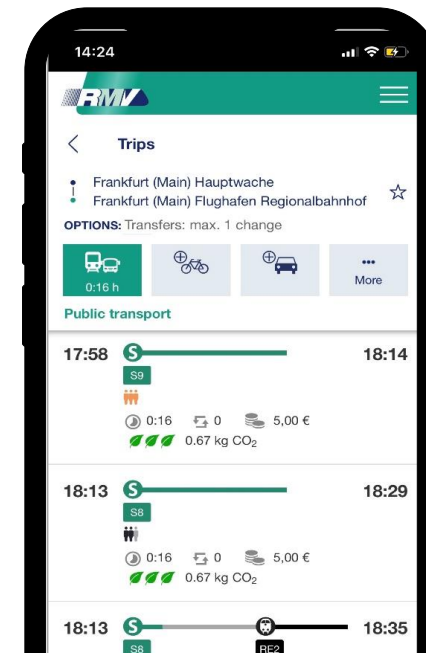 14:24
RMV
Trips
Frankfurt (Main) Hauptwache
Frankfurt (Main) Flughafen Regionalbahnhof
OPTIONS: Transfers: max. 1 change
0:16 h
More
Public transport
17:58 S 18:14
S9
0:16 0 5,00 €
0.67 kg CO₂
18:13 S 18:29
S8
0:16 0 5,00 €
0.67 kg CO₂
18:13 S 18:35
S8 RE2